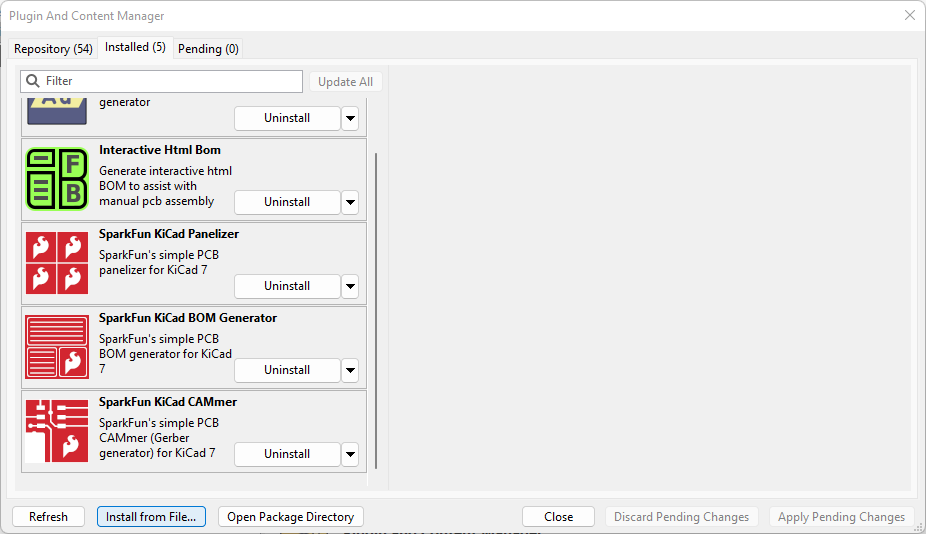 Plugin And Content Manager
Repository (54)
Installed (5)
Pending (0)
Filter
Update All
generator
Uninstall
Interactive Html Bom
Generate interactive html
BOM to assist with
manual pcb assembly
Uninstall
SparkFun KiCad Panelizer
SparkFun's simple PCB
panelizer for KiCad 7
Uninstall
SparkFun KiCad BOM Generator
SparkFun's simple PCB
BOM generator for KiCad
7
Uninstall
SparkFun KiCad CAMmer
SparkFun's simple PCB
CAMmer (Gerber
generator) for KiCad 7
Uninstall
Refresh
Install from File...
Open Package Directory
Close
Discard Pending Changes
Apply Pending Changes